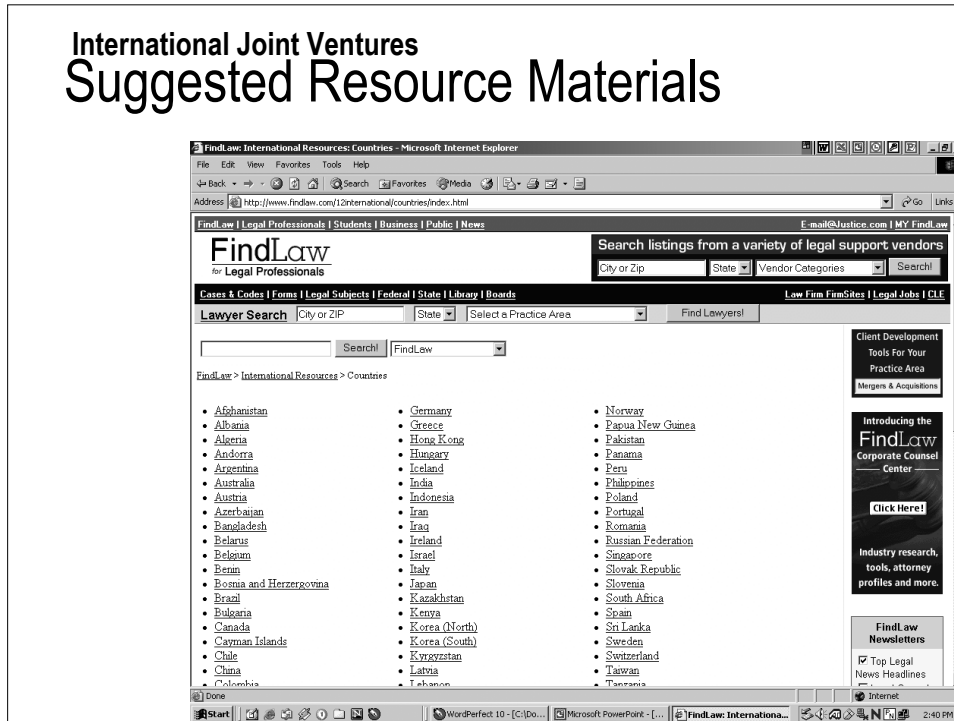 International Joint Ventures
Suggested Resource Materials
FindLaw: International Resources: Countries - Microsoft Internet Explorer
File Edit View Favorites Tools Help
Back Search Favorites Media
Address http://www.findlaw.com/12international/countries/index.html Go Links
FindLaw | Legal Professionals | Students | Business | Public | News E-mail@Justice.com | MY FindLaw
FindLaw
for Legal Professionals
Search listings from a variety of legal support vendors
City or Zip State Vendor Categories Search!
Cases & Codes | Forms | Legal Subjects | Federal | State | Library | Boards Law Firm FirmSites | Legal Jobs | CLE
Lawyer Search City or ZIP State Select a Practice Area Find Lawyers!
Search! FindLaw
FindLaw > International Resources > Countries
• Afghanistan
• Albania
• Algeria
• Andorra
• Argentina
• Australia
• Austria
• Azerbaijan
• Bangladesh
• Belarus
• Belgium
• Benin
• Bosnia and Herzergovina
• Brazil
• Bulgaria
• Canada
• Cayman Islands
• Chile
• China
• Colombia
• Germany
• Greece
• Hong Kong
• Hungary
• Iceland
• India
• Indonesia
• Iran
• Iraq
• Ireland
• Israel
• Italy
• Japan
• Kazakhstan
• Kenya
• Korea (North)
• Korea (South)
• Kyrgyzstan
• Latvia
• Lebanon
• Norway
• Papua New Guinea
• Pakistan
• Panama
• Peru
• Philippines
• Poland
• Portugal
• Romania
• Russian Federation
• Singapore
• Slovak Republic
• Slovenia
• South Africa
• Spain
• Sri Lanka
• Sweden
• Switzerland
• Taiwan
• Tanzania
Client Development
Tools For Your
Practice Area
Mergers & Acquisitions
Introducing the
FindLaw
Corporate Counsel
Center
Click Here!
Industry research,
tools, attorney
profiles and more.
FindLaw
Newsletters
Top Legal
News Headlines
Done Internet
Start WordPerfect 10 - [C:\Do... Microsoft PowerPoint - [... FindLaw: Internationa... 2:40 PM